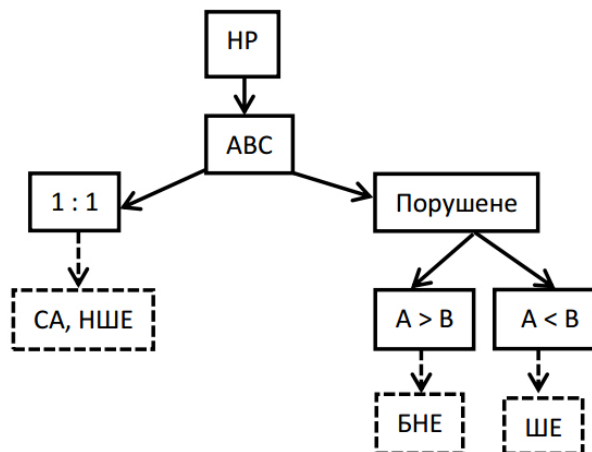 НР
АВС
1 : 1
Порушене
СА, НШЕ
А > В
А < В
БНЕ
ШЕ